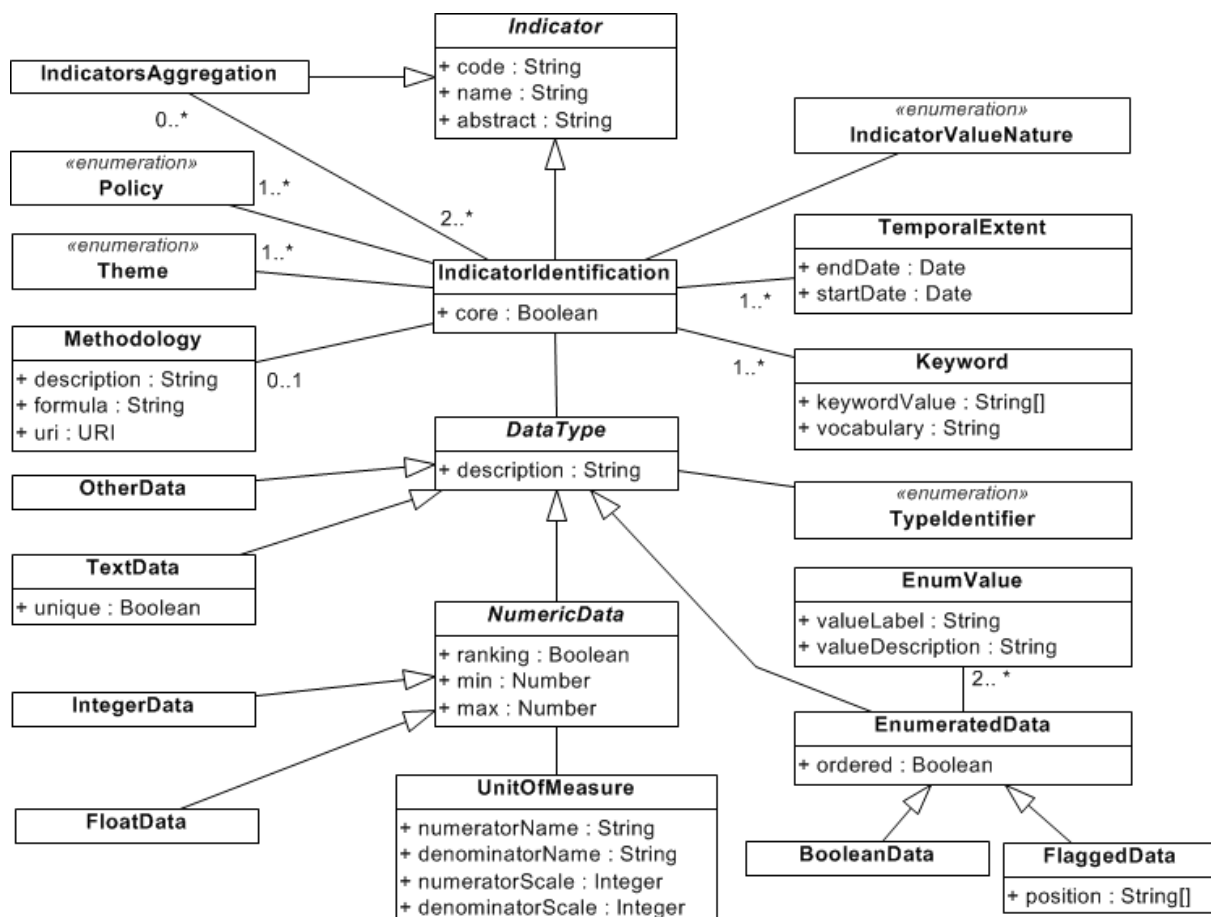 Indicator
+ code : String
+ name : String
+ abstract : String
IndicatorsAggregation
0..*
«enumeration»
IndicatorValueNature
«enumeration»
Policy
1..*
2..*
«enumeration»
Theme
1..*
TemporalExtent
+ endDate : Date
+ startDate : Date
1..*
IndicatorIdentification
+ core : Boolean
Methodology
+ description : String
+ formula : String
+ uri : URI
0..1
Keyword
+ keywordValue : String[]
+ vocabulary : String
1..*
DataType
+ description : String
OtherData
«enumeration»
TypeIdentifier
TextData
+ unique : Boolean
EnumValue
+ valueLabel : String
+ valueDescription : String
2.. *
NumericData
+ ranking : Boolean
+ min : Number
+ max : Number
IntegerData
EnumeratedData
+ ordered : Boolean
FloatData
UnitOfMeasure
+ numeratorName : String
+ denominatorName : String
+ numeratorScale : Integer
+ denominatorScale : Integer
BooleanData
FlaggedData
+ position : String[]